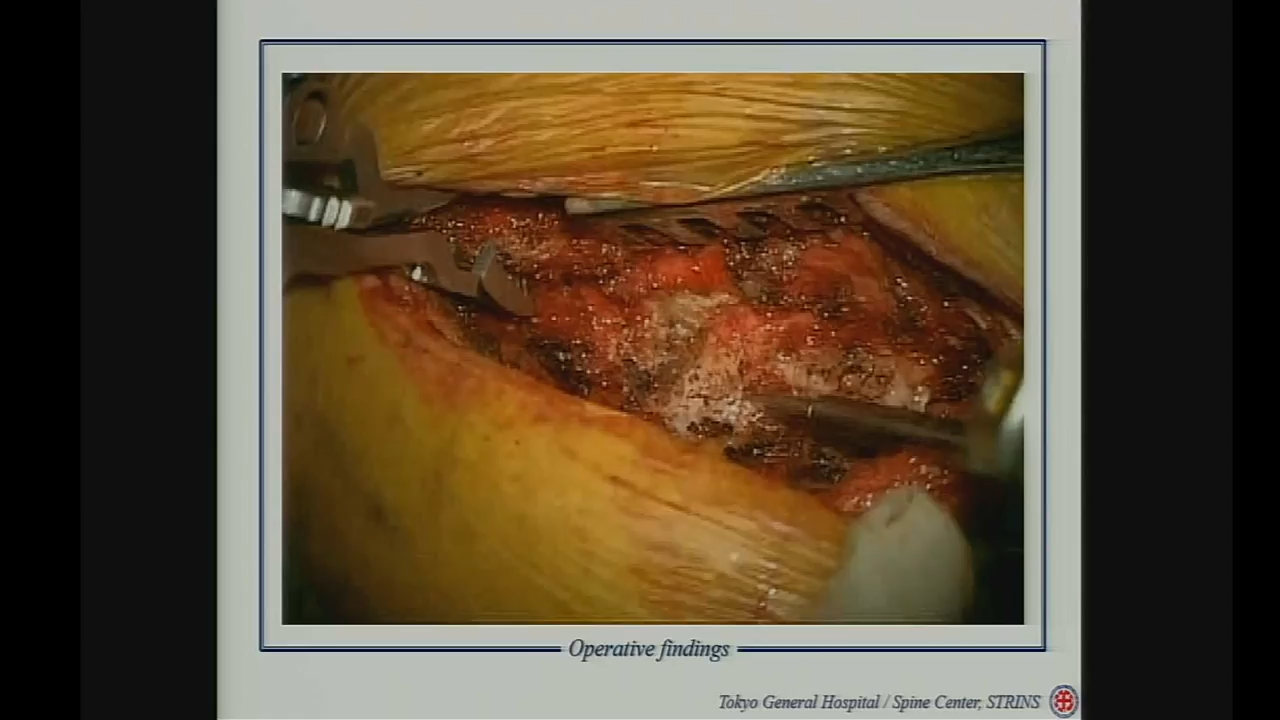 Operative findings
Tokyo General Hospital / Spine Center, STRINS